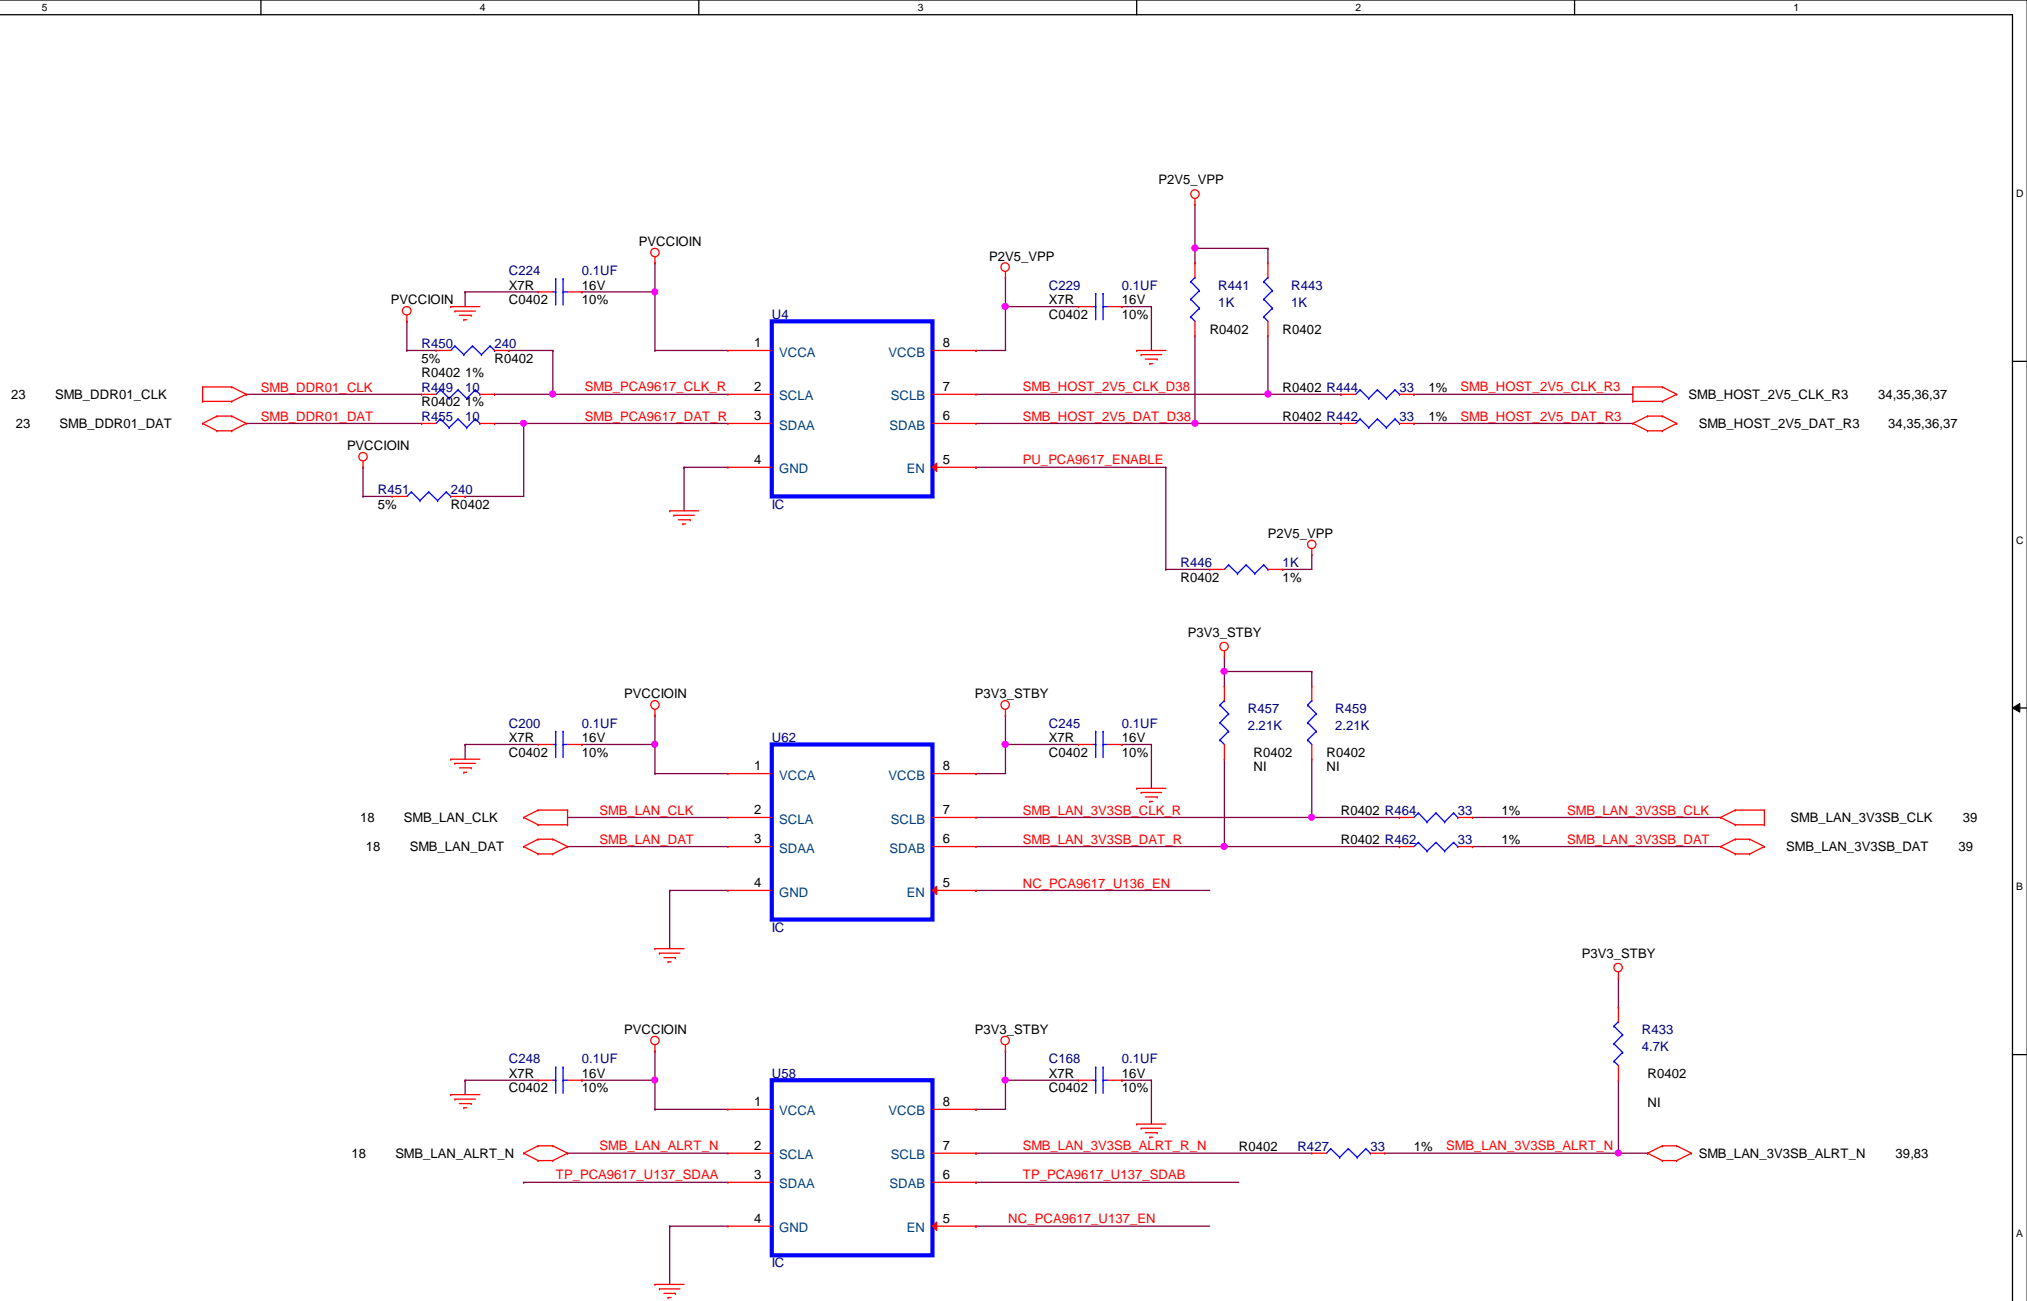 5 4 3 2 1
D
C
B
A
P2V5_VPP
PVCCIOIN
C224 0.1UF
X7R 16V
C0402 10%
P2V5_VPP
C229 0.1UF
X7R 16V
C0402 10%
R441
1K
R0402
R443
1K
R0402
PVCCIOIN
R450 240
5% R0402
R0402 1%
U4
1 VCCA VCCB 8
23 SMB_DDR01_CLK SMB_DDR01_CLK R449 10 SMB_PCA9617_CLK_R 2 SCLA SCLB 7 SMB_HOST_2V5_CLK_D38 R0402 R444 33 1% SMB_HOST_2V5_CLK_R3 SMB_HOST_2V5_CLK_R3 34,35,36,37
R0402 1%
23 SMB_DDR01_DAT SMB_DDR01_DAT R455 10 SMB_PCA9617_DAT_R 3 SDAA SDAB 6 SMB_HOST_2V5_DAT_D38 R0402 R442 33 1% SMB_HOST_2V5_DAT_R3 SMB_HOST_2V5_DAT_R3 34,35,36,37
PVCCIOIN
4 GND EN 5 PU_PCA9617_ENABLE
R451 240
5% R0402
IC
P2V5_VPP
R446 1K
R0402 1%
P3V3_STBY
PVCCIOIN
C200 0.1UF
X7R 16V
C0402 10%
P3V3_STBY
C245 0.1UF
X7R 16V
C0402 10%
R457
2.21K
R0402
NI
R459
2.21K
R0402
NI
U62
1 VCCA VCCB 8
18 SMB_LAN_CLK SMB_LAN_CLK 2 SCLA SCLB 7 SMB_LAN_3V3SB_CLK_R R0402 R464 33 1% SMB_LAN_3V3SB_CLK SMB_LAN_3V3SB_CLK 39
18 SMB_LAN_DAT SMB_LAN_DAT 3 SDAA SDAB 6 SMB_LAN_3V3SB_DAT_R R0402 R462 33 1% SMB_LAN_3V3SB_DAT SMB_LAN_3V3SB_DAT 39
4 GND EN 5 NC_PCA9617_U136_EN
IC
P3V3_STBY
R433
4.7K
R0402
NI
PVCCIOIN
C248 0.1UF
X7R 16V
C0402 10%
P3V3_STBY
C168 0.1UF
X7R 16V
C0402 10%
U58
1 VCCA VCCB 8
18 SMB_LAN_ALRT_N SMB_LAN_ALRT_N 2 SCLA SCLB 7 SMB_LAN_3V3SB_ALRT_R_N R0402 R427 33 1% SMB_LAN_3V3SB_ALRT_N SMB_LAN_3V3SB_ALRT_N 39,83
TP_PCA9617_U137_SDAA 3 SDAA SDAB 6 TP_PCA9617_U137_SDAB
4 GND EN 5 NC_PCA9617_U137_EN
IC